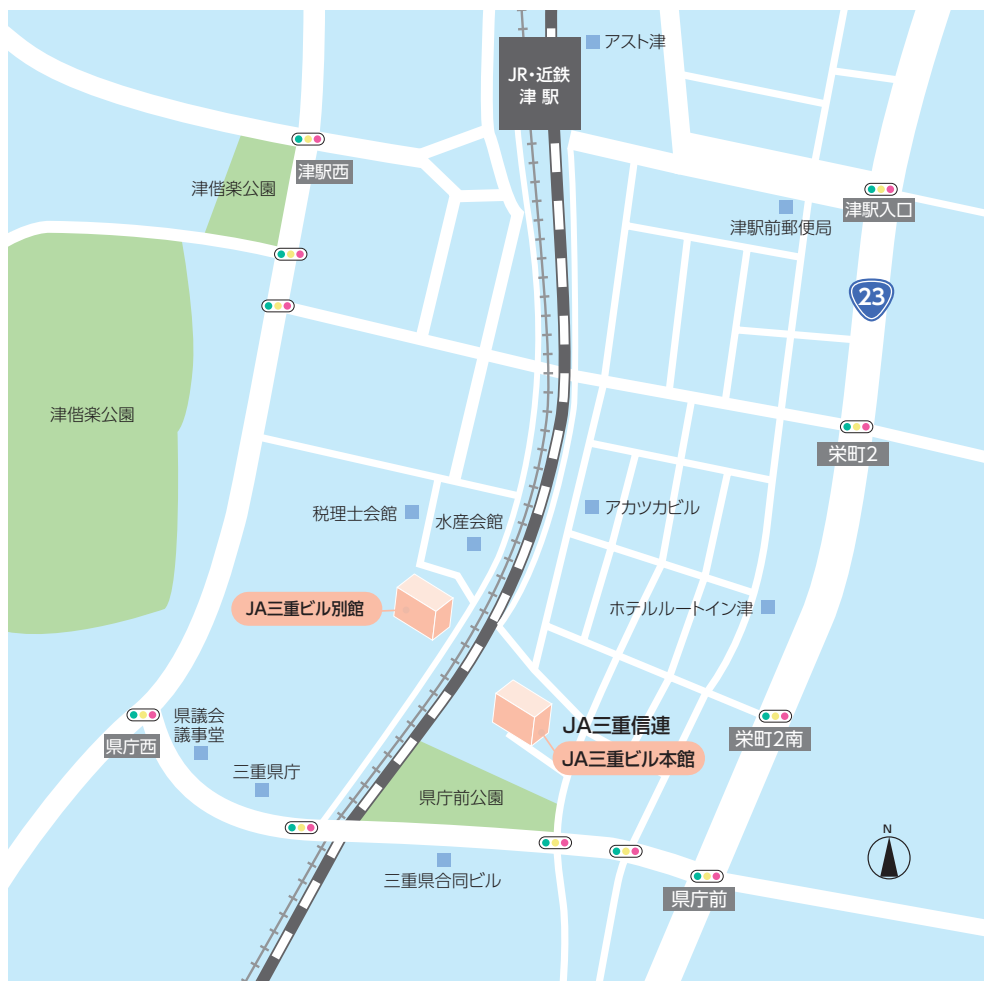 アスト津
JR・近鉄
津駅
津駅西
津偕楽公園
津駅入口
津駅前郵便局
23
津偕楽公園
栄町2
税理士会館
水産会館
アカツカビル
JA三重ビル別館
ホテルルートイン津
県議会
議事堂
JA三重信連
栄町2南
県庁西
JA三重ビル本館
三重県庁
県庁前公園
N
三重県合同ビル
県庁前